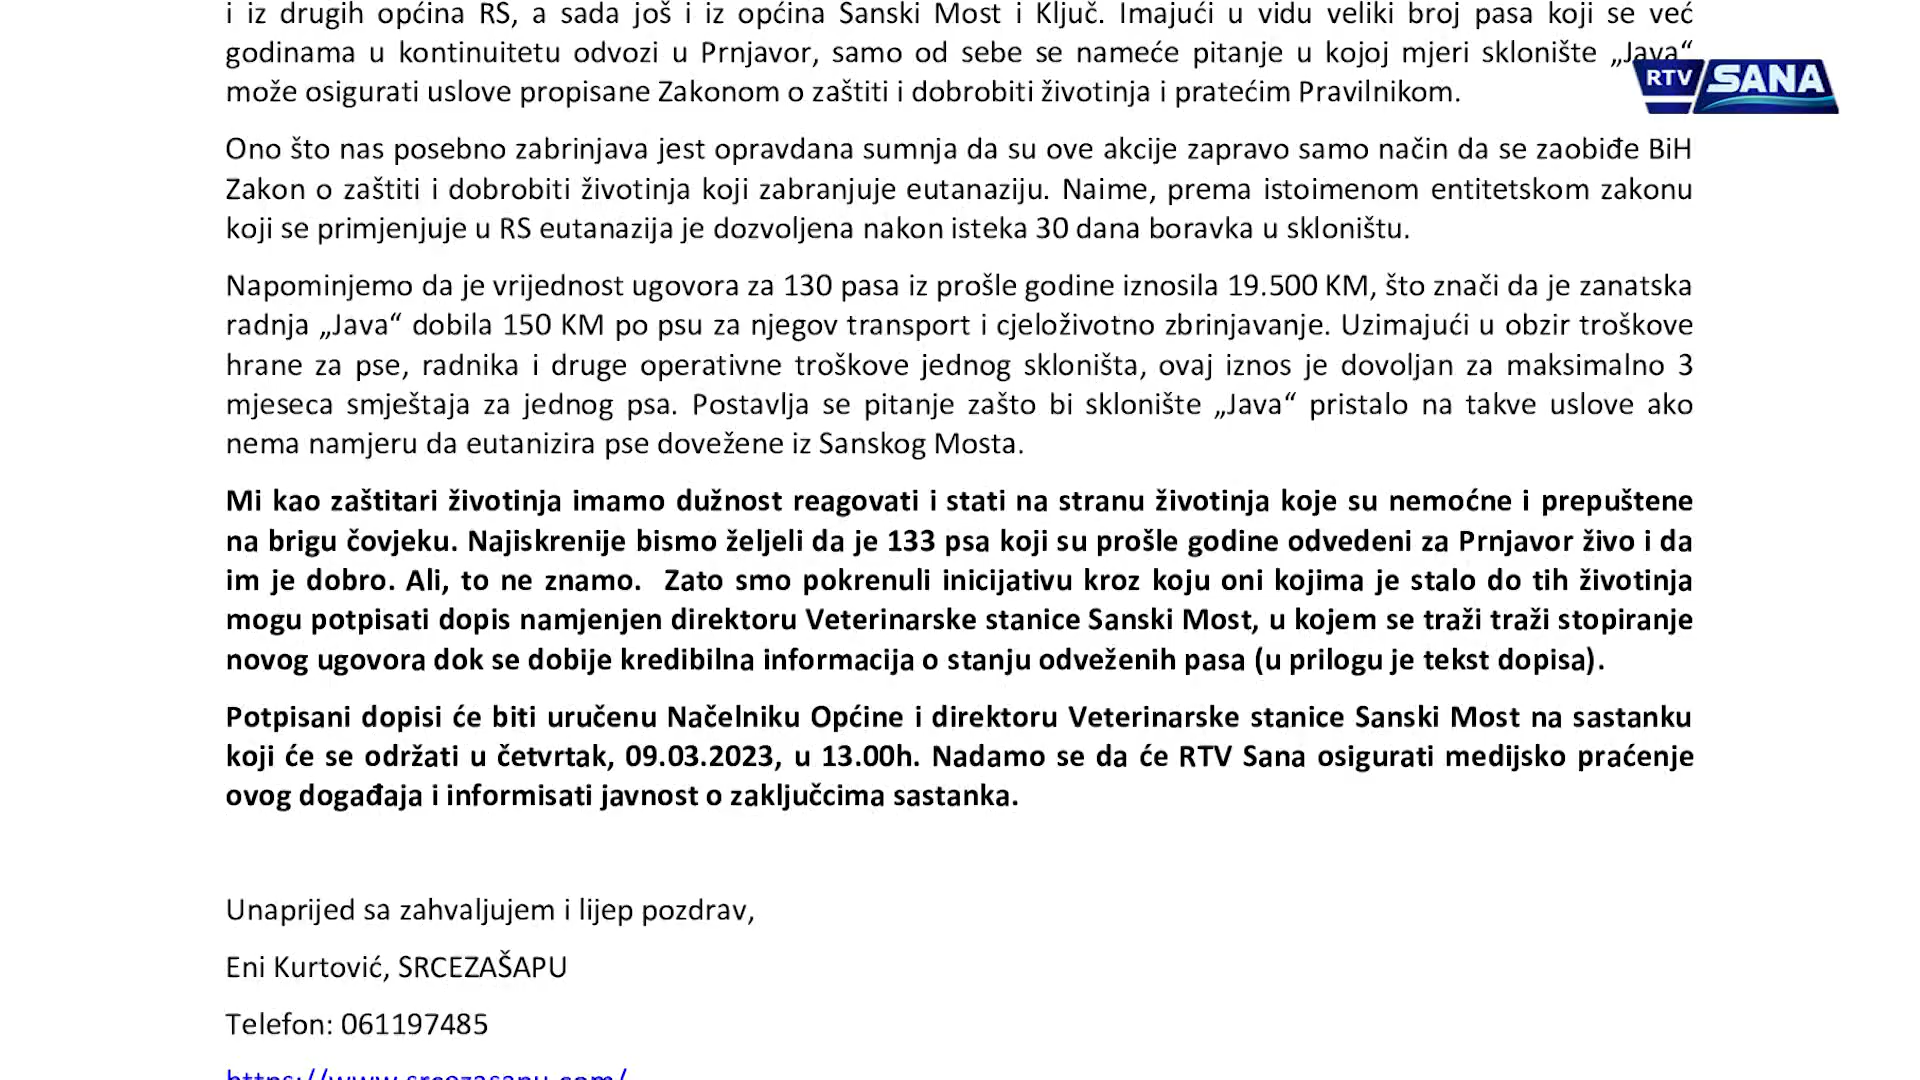 i iz drugih općina RS, a sada još i iz općina Sanski Most i Ključ. Imajući u vidu veliki broj pasa koji se već
godinama u kontinuitetu odvozi u Prnjavor, samo od sebe se nameće pitanje u kojoj mjeri sklonište „Java“
može osigurati uslove propisane Zakonom o zaštiti i dobrobiti životinja i pratećim Pravilnikom.
RTV SANA
Ono što nas posebno zabrinjava jest opravdana sumnja da su ove akcije zapravo samo način da se zaobiđe BiH
Zakon o zaštiti i dobrobiti životinja koji zabranjuje eutanaziju. Naime, prema istoimenom entitetskom zakonu
koji se primjenjuje u RS eutanazija je dozvoljena nakon isteka 30 dana boravka u skloništu.
Napominjemo da je vrijednost ugovora za 130 pasa iz prošle godine iznosila 19.500 KM, što znači da je zanatska
radnja „Java“ dobila 150 KM po psu za njegov transport i cjeloživotno zbrinjavanje. Uzimajući u obzir troškove
hrane za pse, radnika i druge operativne troškove jednog skloništa, ovaj iznos je dovoljan za maksimalno 3
mjeseca smještaja za jednog psa. Postavlja se pitanje zašto bi sklonište „Java“ pristalo na takve uslove ako
nema namjeru da eutanizira pse dovežene iz Sanskog Mosta.
Mi kao zaštitari životinja imamo dužnost reagovati i stati na stranu životinja koje su nemoćne i prepuštene
na brigu čovjeku. Najiskrenije bismo željeli da je 133 psa koji su prošle godine odvedeni za Prnjavor živo i da
im je dobro. Ali, to ne znamo. Zato smo pokrenuli inicijativu kroz koju oni kojima je stalo do tih životinja
mogu potpisati dopis namjenjen direktoru Veterinarske stanice Sanski Most, u kojem se traži traži stopiranje
novog ugovora dok se dobije kredibilna informacija o stanju odveženih pasa (u prilogu je tekst dopisa).
Potpisani dopisi će biti uručenu Načelniku Općine i direktoru Veterinarske stanice Sanski Most na sastanku
koji će se održati u četvrtak, 09.03.2023, u 13.00h. Nadamo se da će RTV Sana osigurati medijsko praćenje
ovog događaja i informisati javnost o zaključcima sastanka.
Unaprijed sa zahvaljujem i lijep pozdrav,
Eni Kurtović, SRCEZAŠAPU
Telefon: 061197485
https://www.srcezasapu.com/